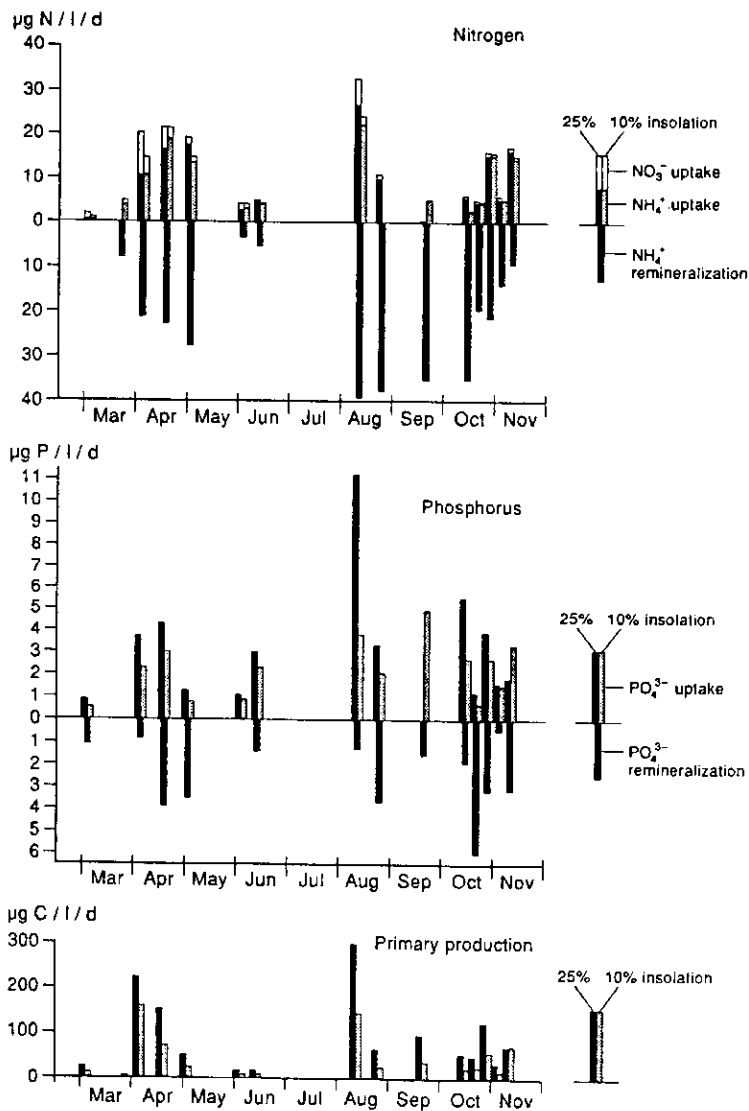 µg N / l / d
Nitrogen
40
30
20
10
0
10
20
30
40
25% 10% insolation
NO₃⁻ uptake
NH₄⁺ uptake
NH₄⁺
remineralization
Mar Apr May Jun Jul Aug Sep Oct Nov
µg P / l / d
Phosphorus
11
10
9
8
7
6
5
4
3
2
1
0
1
2
3
4
5
6
25% 10% insolation
PO₄³⁻ uptake
PO₄³⁻
remineralization
Mar Apr May Jun Jul Aug Sep Oct Nov
µg C / l / d
Primary production
300
200
100
0
25% 10% insolation
Mar Apr May Jun Jul Aug Sep Oct Nov